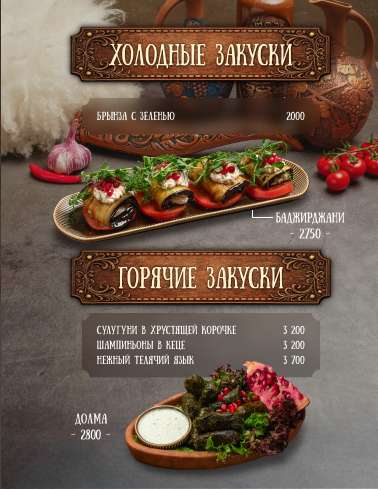 ХОЛОДНЫЕ ЗАКУСКИ
БРЫНЗА С ЗЕЛЕНЬЮ 2000
БАДЖИРДЖАНИ
- 2750 -
ГОРЯЧИЕ ЗАКУСКИ
СУЛУГУНИ В ХРУСТЯЩЕЙ КОРОЧКЕ 3 200
ШАМПИНЬОНЫ В КЕЦЕ 3 200
НЕЖНЫЙ ТЕЛЯЧИЙ ЯЗЫК 3 700
ДОЛМА
- 2800 -